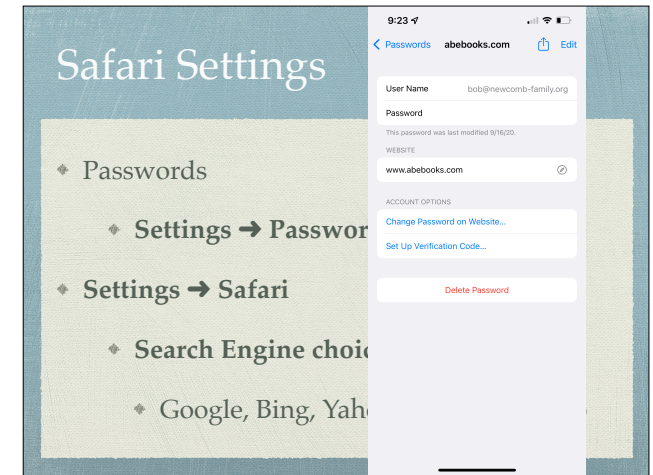 Safari Settings
Passwords
Settings ➜ Passwor
Settings ➜ Safari
Search Engine choic
Google, Bing, Yah
9:23
Passwords abebooks.com Edit
User Name bob@newcomb-family.org
Password
This password was last modified 9/16/20.
WEBSITE
www.abebooks.com
ACCOUNT OPTIONS
Change Password on Website...
Set Up Verification Code...
Delete Password